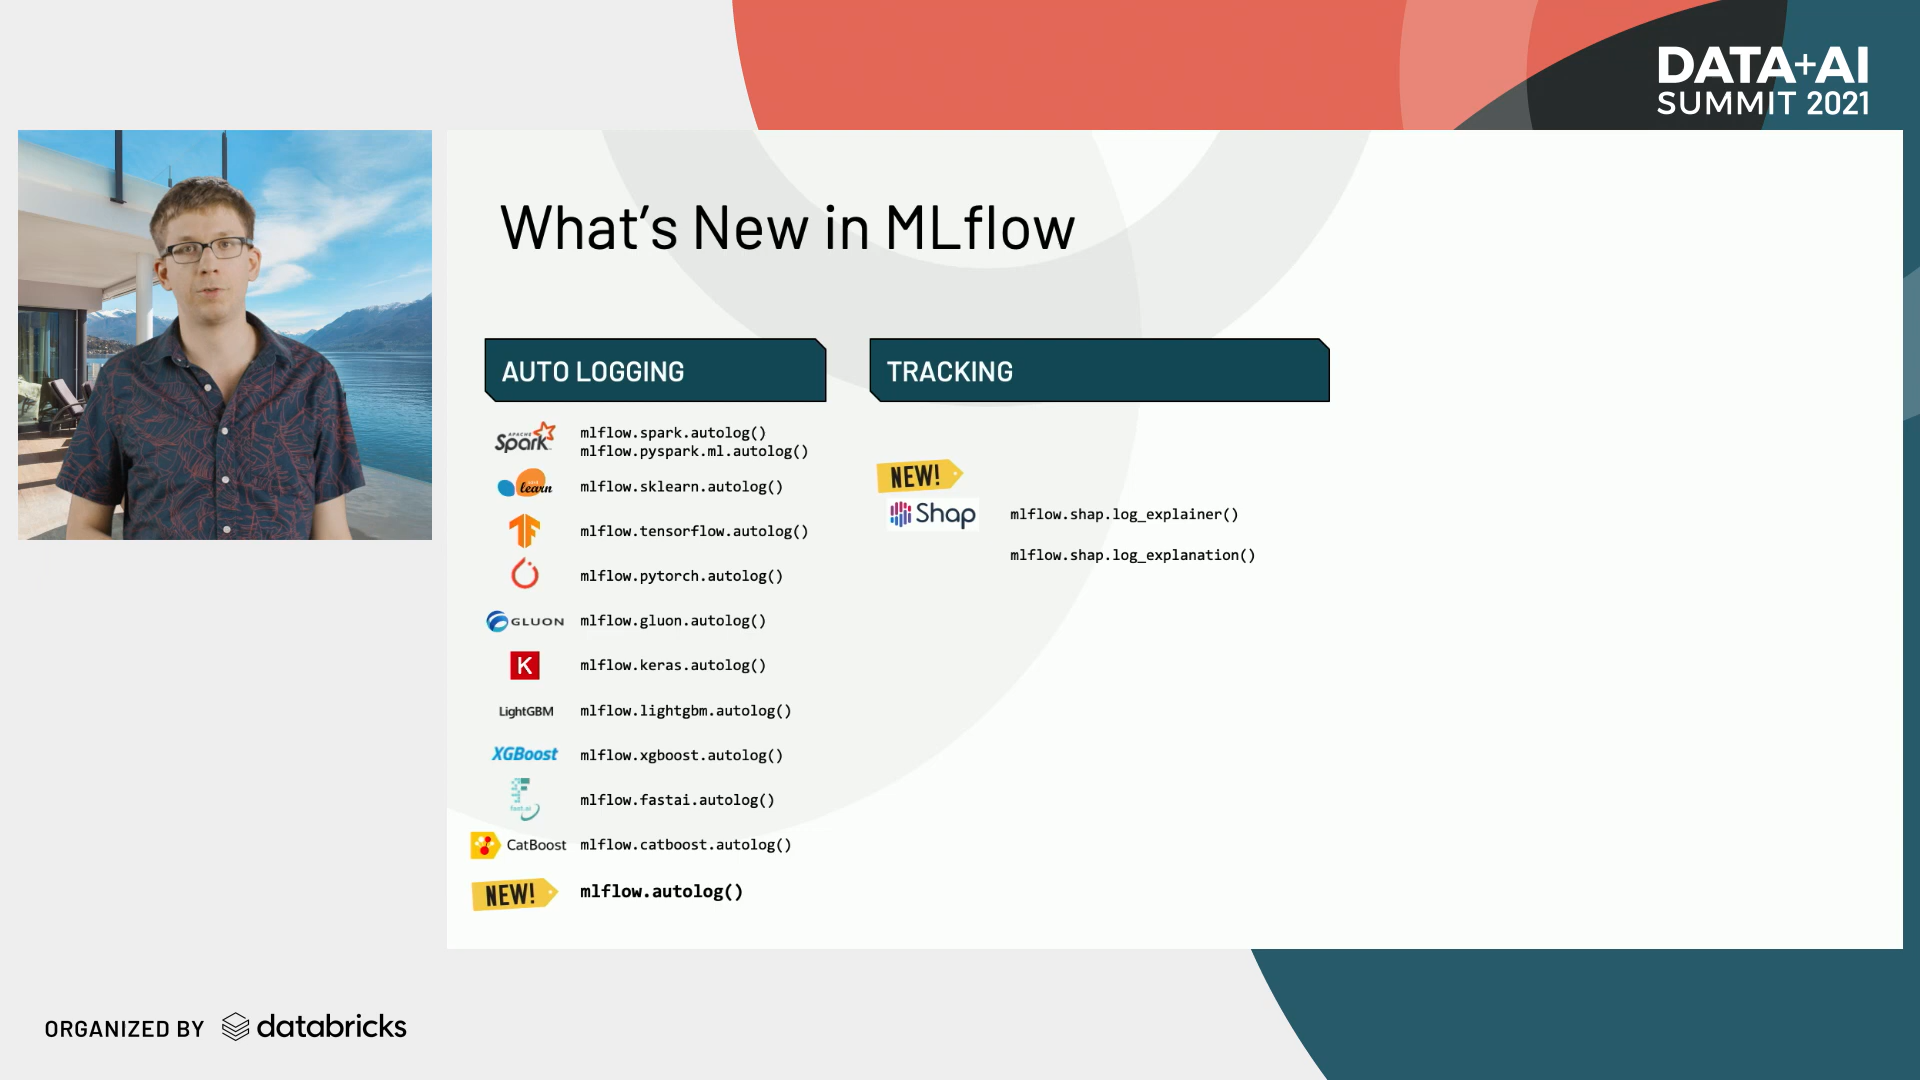 DATA+AI
SUMMIT 2021
What's New in MLflow
AUTO LOGGING
APACHE
Spark
mlflow.spark.autolog()
mlflow.pyspark.ml.autolog()
learn
mlflow.sklearn.autolog()
mlflow.tensorflow.autolog()
mlflow.pytorch.autolog()
GLUON
mlflow.gluon.autolog()
K
mlflow.keras.autolog()
LightGBM
mlflow.lightgbm.autolog()
XGBoost
mlflow.xgboost.autolog()
fast.ai
mlflow.fastai.autolog()
CatBoost
mlflow.catboost.autolog()
NEW!
mlflow.autolog()
TRACKING
NEW!
Shap
mlflow.shap.log_explainer()
mlflow.shap.log_explanation()
ORGANIZED BY databricks